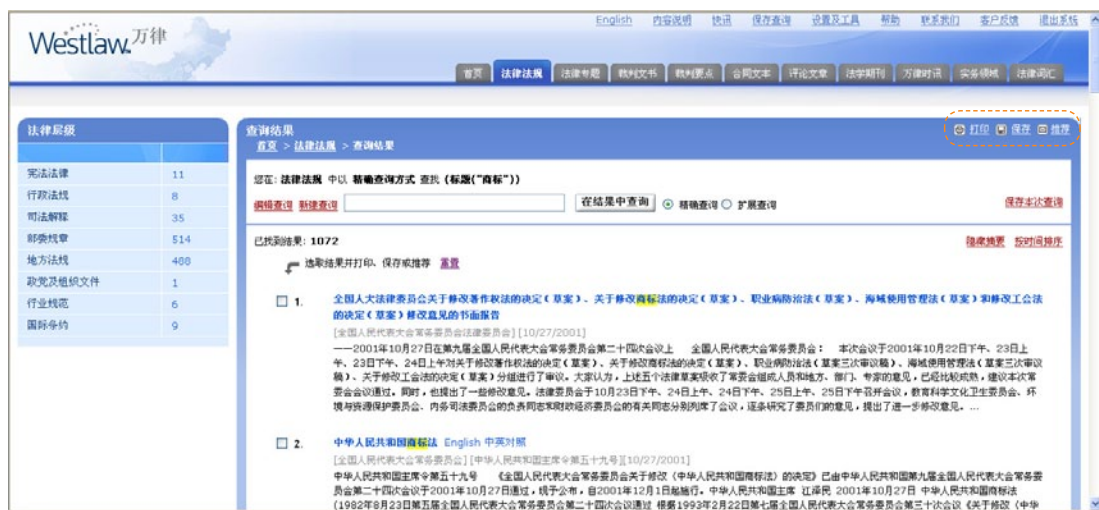 English 内容说明 快讯 保存查询 设置及工具 帮助 联系我们 客户反馈 退出系统
Westlaw 万律
首页 法律法规 法律专题 裁判文书 裁判要点 合同文本 评论文章 法学期刊 万律时讯 实务领域 法律词汇
法律层级
宪法法律 11
行政法规 8
司法解释 35
部委规章 514
地方法规 488
政党及组织文件 1
行业规范 6
国际条约 9
查询结果
打印 保存 推荐
首页 > 法律法规 > 查询结果
您在: 法律法规 中以 精确查询方式 查找 (标题("商标"))
编辑查询 新建查询 在结果中查询 精确查询 扩展查询 保存本次查询
已找到结果: 1072 隐藏摘要 按时间排序
选取结果并打印、保存或推荐 重置
1. 全国人大法律委员会关于修改著作权法的决定(草案)、关于修改商标法的决定(草案)、职业病防治法(草案)、海域使用管理法(草案)和修改工会法
的决定(草案)修改意见的书面报告
[全国人民代表大会常务委员会法律委员会] [10/27/2001]
——2001年10月27日在第九届全国人民代表大会常务委员会第二十四次会议上 全国人民代表大会常务委员会: 本次会议于2001年10月22日下午、23日上
午、23日下午、24日上午对关于修改著作权法的决定(草案)、关于修改商标法的决定(草案)、职业病防治法(草案三次审议稿)、海域使用管理法(草案三次审议
稿)、关于修改工会法的决定(草案)分组进行了审议。大家认为,上述五个法律草案吸收了常委会组成人员和地方、部门、专家的意见,已经比较成熟,建议本次常
委会会议通过。同时,也提出了一些修改意见。法律委员会于10月23日下午、24日上午、24日下午、25日上午、25日下午召开会议,教育科学文化卫生委员会、环
境与资源保护委员会、内务司法委员会的负责同志和财政经济委员会的有关同志分别列席了会议,逐条研究了委员们的意见,提出了进一步修改意见。...
2. 中华人民共和国商标法 English 中英对照
[全国人民代表大会常务委员会] [中华人民共和国主席令第五十九号][10/27/2001]
中华人民共和国主席令第五十九号 《全国人民代表大会常务委员会关于修改〈中华人民共和国商标法〉的决定》已由中华人民共和国第九届全国人民代表大会常务委
员会第二十四次会议于2001年10月27日通过,现予公布,自2001年12月1日起施行。中华人民共和国主席 江泽民 2001年10月27日 中华人民共和国商标法
(1982年8月23日第五届全国人民代表大会常务委员会第二十四次会议通过 根据1993年2月22日第七届全国人民代表大会常务委员会第三十次会议《关于修改〈中华